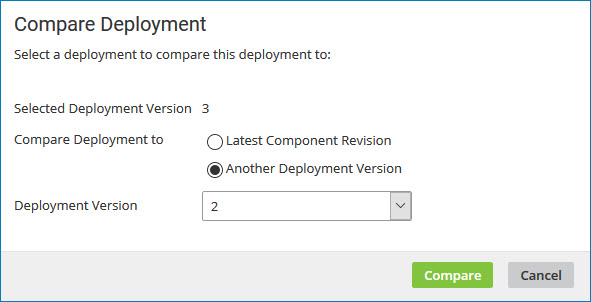 Compare Deployment
Select a deployment to compare this deployment to:
Selected Deployment Version 3
Compare Deployment to
Latest Component Revision
Another Deployment Version
Deployment Version 2
Compare Cancel